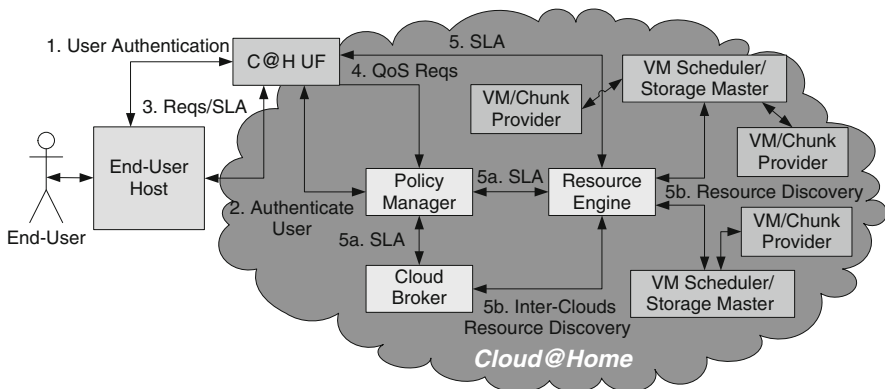 1. User Authentication
C@H UF
5. SLA
4. QoS Reqs
VM Scheduler/
Storage Master
VM/Chunk
Provider
3. Reqs/SLA
VM/Chunk
Provider
End-User
Host
Policy
Manager
5a. SLA
Resource
Engine
5b. Resource Discovery
2. Authenticate
User
End-User
5a. SLA
VM/Chunk
Provider
Cloud
Broker
5b. Inter-Clouds
Resource Discovery
VM Scheduler/
Storage Master
Cloud@Home